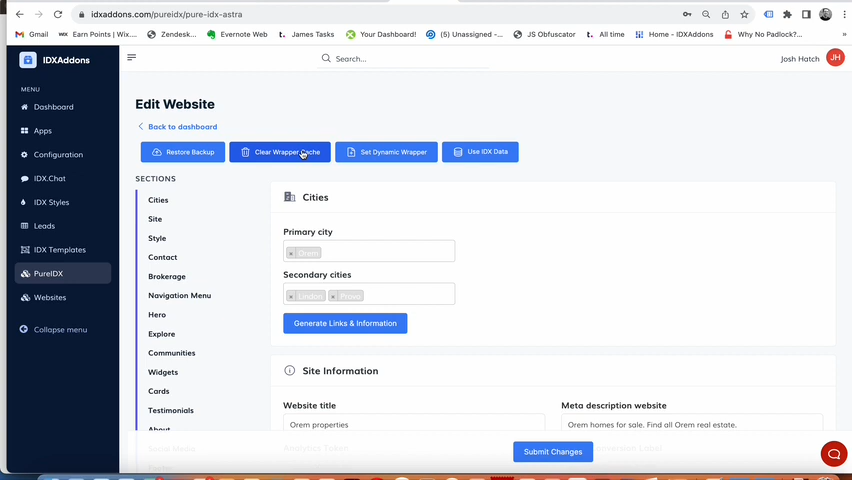 idxaddons.com/pureidx/pure-idx-astra
Gmail
Earn Points | Wix....
Zendesk...
Evernote Web
James Tasks
Your Dashboard!
(5) Unassigned -...
JS Obfuscator
All time
Home - IDXAddons
Why No Padlock?...
IDXAddons
Search...
Josh Hatch
JH
MENU
Dashboard
Apps
Configuration
IDX.Chat
IDX Styles
Leads
IDX Templates
PureIDX
Websites
Collapse menu
Edit Website
Back to dashboard
Restore Backup
Clear Wrapper Cache
Set Dynamic Wrapper
Use IDX Data
SECTIONS
Cities
Site
Style
Contact
Brokerage
Navigation Menu
Hero
Explore
Communities
Widgets
Cards
Testimonials
About
Social Media
Cities
Primary city
× Orem
Secondary cities
× Lindon × Provo
Generate Links & Information
Site Information
Website title
Orem properties
Meta description website
Orem homes for sale. Find all Orem real estate.
Submit Changes